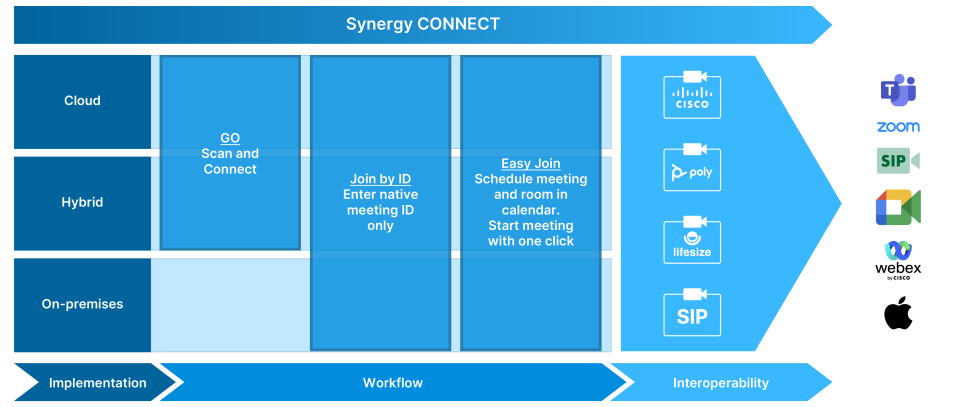 Synergy CONNECT
Cloud
Hybrid
On-premises
GO
Scan and
Connect
Join by ID
Enter native
meeting ID
only
Easy Join
Schedule meeting
and room in
calendar.
Start meeting
with one click
CISCO
poly
lifesize
SIP
T
zoom
SIP
webex
by CISCO
Implementation
Workflow
Interoperability